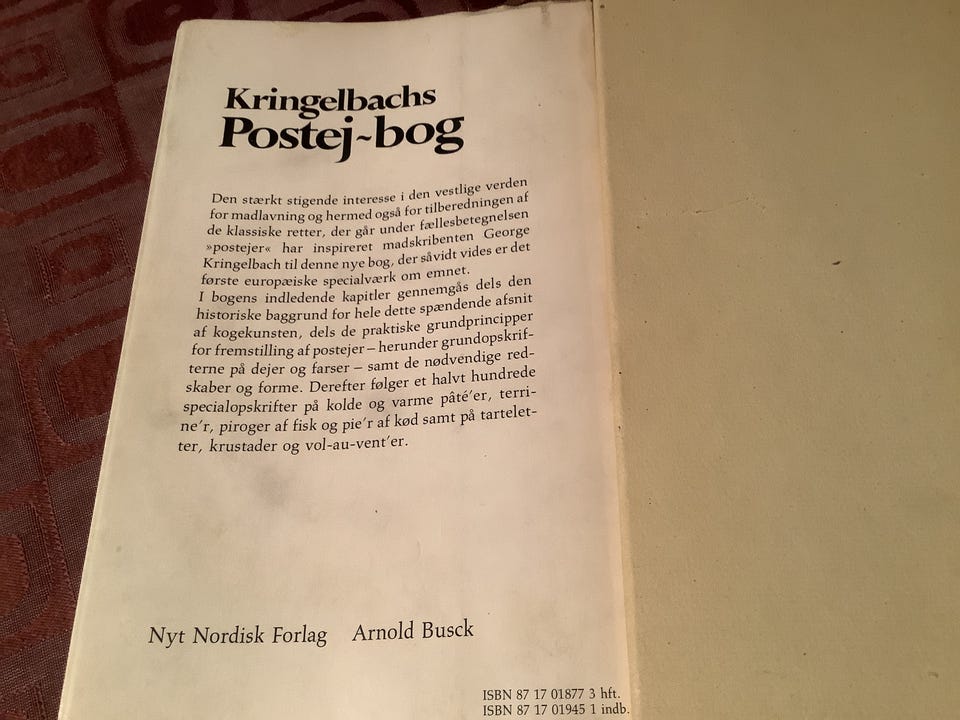 Kringelbachs
Postej-bog
Den stærkt stigende interesse i den vestlige verden
for madlavning og hermed også for tilberedningen af
de klassiske retter, der går under fællesbetegnelsen
»postejer« har inspireret madskribenten George
Kringelbach til denne nye bog, der såvidt vides er det
første europæiske specialværk om emnet.
I bogens indledende kapitler gennemgås dels den
historiske baggrund for hele dette spændende afsnit
af kogekunsten, dels de praktiske grundprincipper
for fremstilling af postejer – herunder grundopskrif-
terne på dejer og farser – samt de nødvendige red-
skaber og forme. Derefter følger et halvt hundrede
specialopskrifter på kolde og varme pâté'er, terri-
ne'r, piroger af fisk og pie'r af kød samt på tartelet-
ter, krustader og vol-au-vent'er.
Nyt Nordisk Forlag Arnold Busck
ISBN 87 17 01877 3 hft.
ISBN 87 17 01945 1 indb.